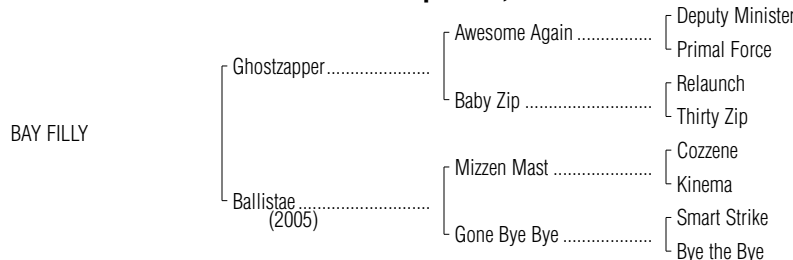 Deputy Minister
Awesome Again ................
Primal Force
Ghostzapper......................
Relaunch
Baby Zip ..........................
Thirty Zip
BAY FILLY
Cozzene
Mizzen Mast ....................
Kinema
Ballistae ...........................
(2005)
Smart Strike
Gone Bye Bye ..................
Bye the Bye